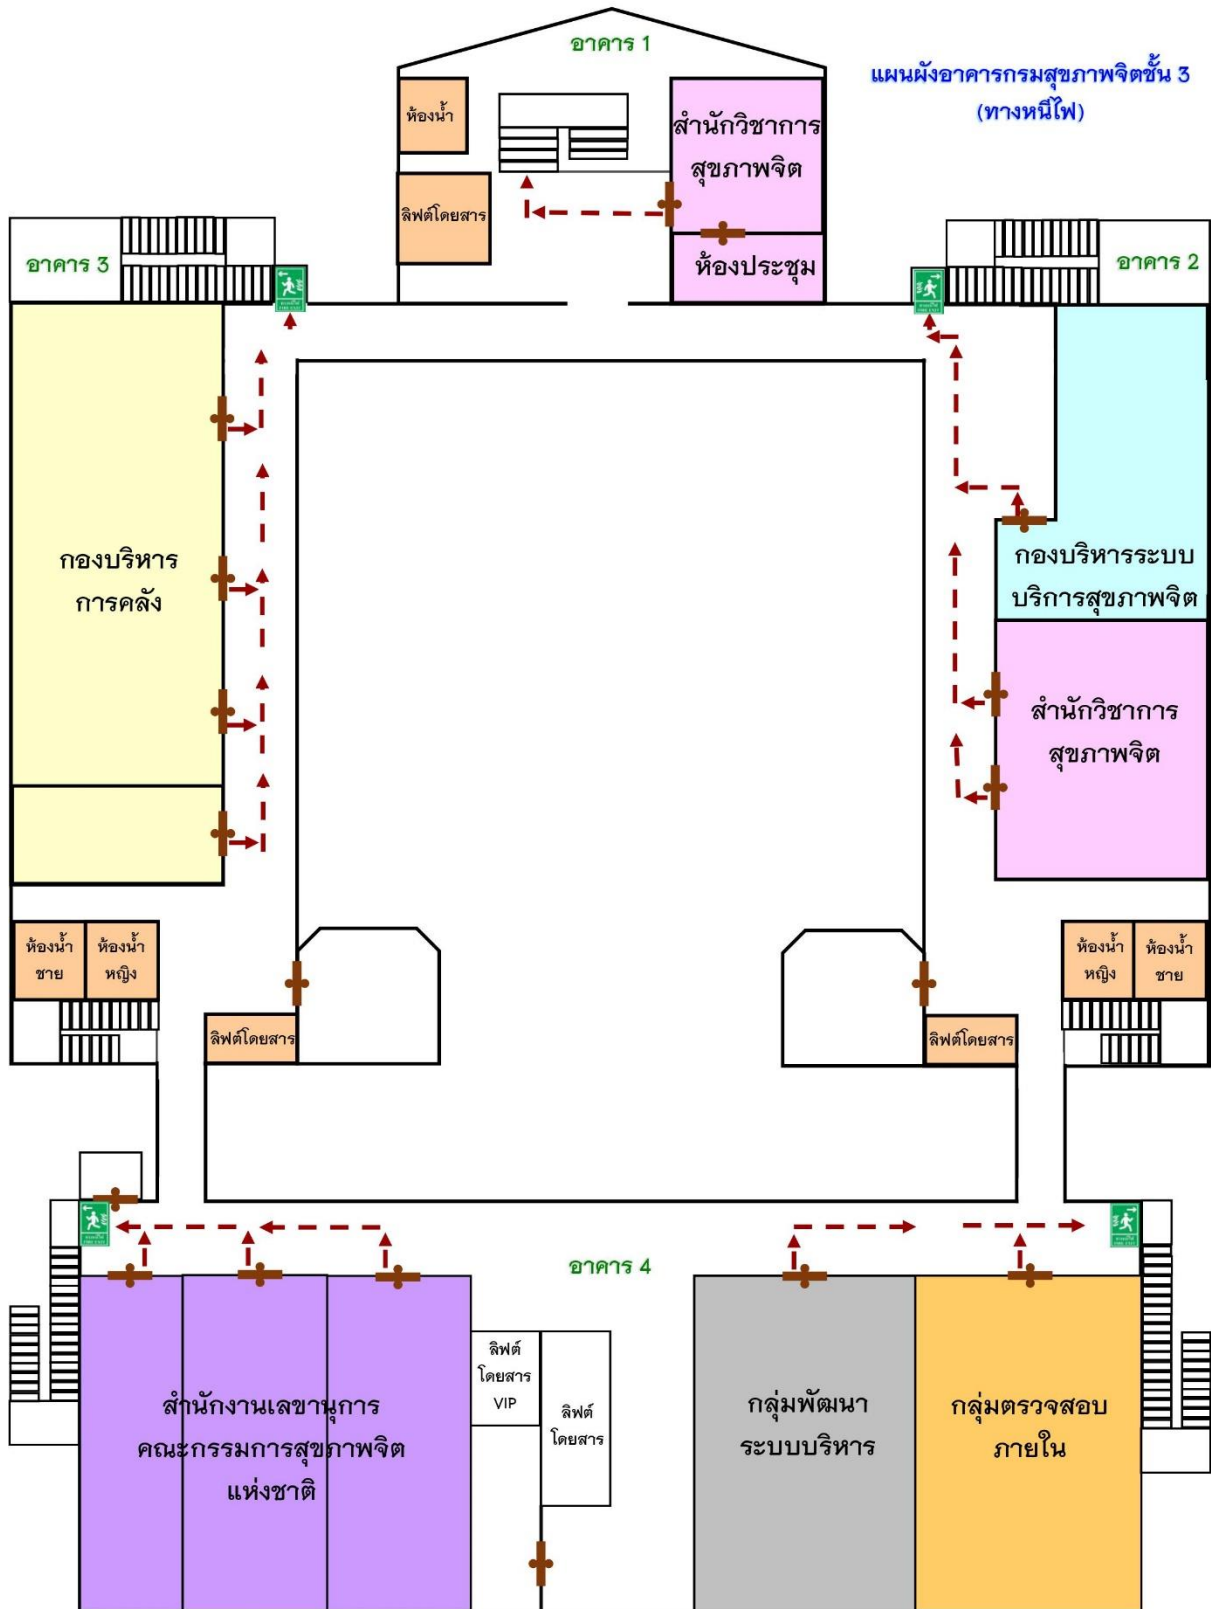 อาคาร 1
แผนผังอาคารกรมสุขภาพจิตชั้น 3
(ทางหนีไฟ)
ห้องน้ำ
สำนักวิชาการ
สุขภาพจิต
ลิฟต์โดยสาร
ห้องประชุม
อาคาร 3
อาคาร 2
กองบริหาร
การคลัง
กองบริหารระบบ
บริการสุขภาพจิต
สำนักวิชาการ
สุขภาพจิต
ห้องน้ำ
ชาย
ห้องน้ำ
หญิง
ห้องน้ำ
หญิง
ห้องน้ำ
ชาย
ลิฟต์โดยสาร
ลิฟต์โดยสาร
อาคาร 4
สำนักงานเลขานุการ
คณะกรรมการสุขภาพจิต
แห่งชาติ
ลิฟต์
โดยสาร
VIP
ลิฟต์
โดยสาร
กลุ่มพัฒนา
ระบบบริหาร
กลุ่มตรวจสอบ
ภายใน